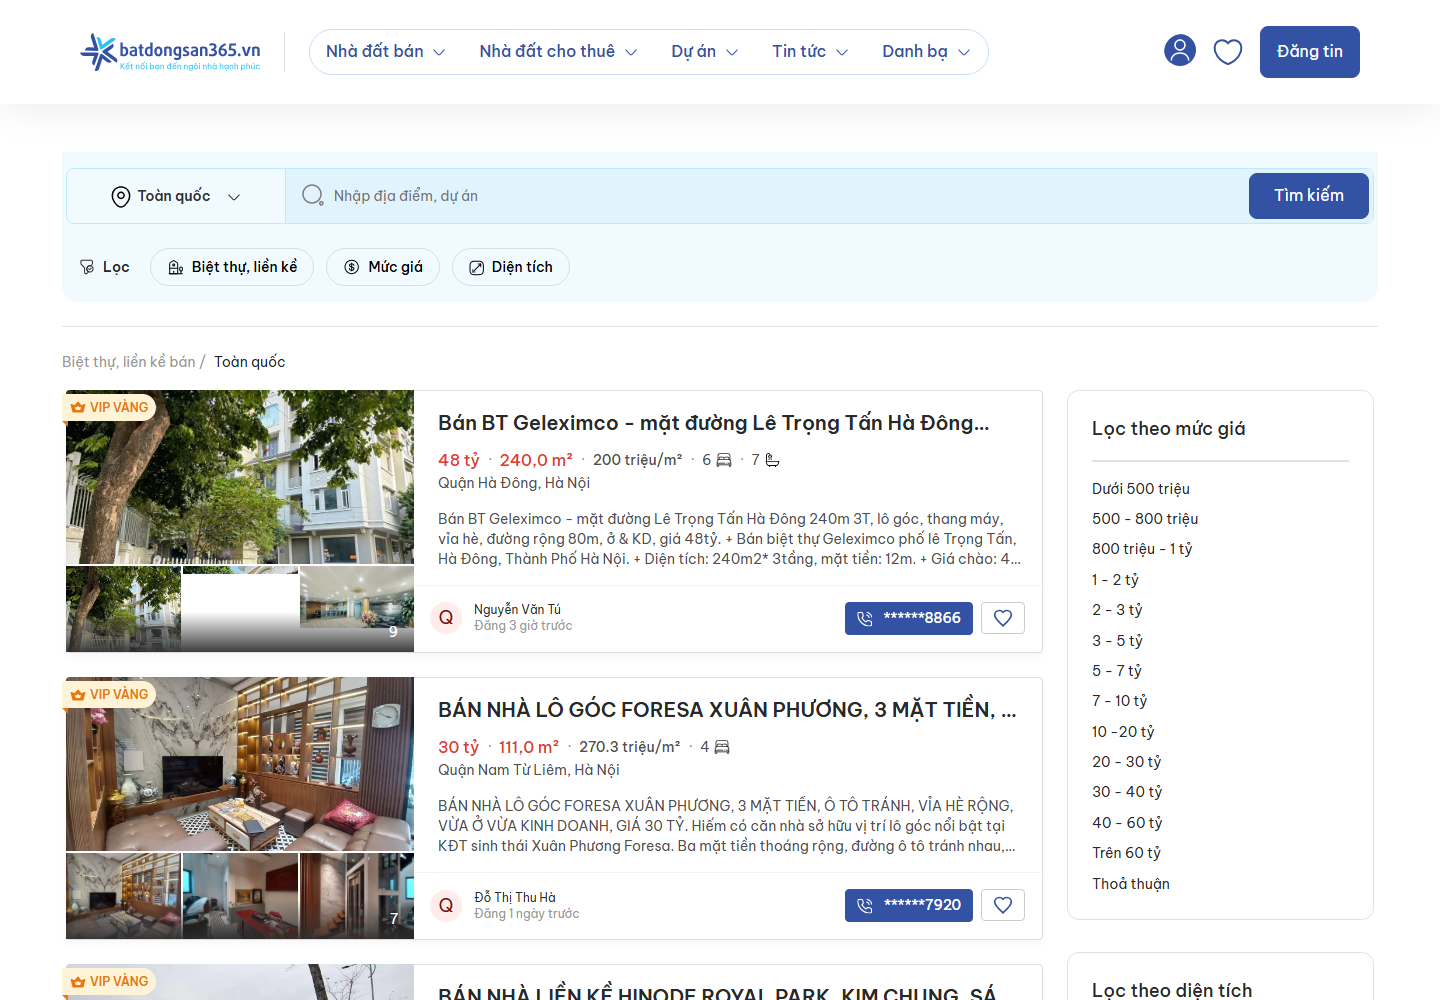 batdongsan365.vn
Kết nối bạn đến ngôi nhà hạnh phúc
Nhà đất bán
Nhà đất cho thuê
Dự án
Tin tức
Danh bạ
Đăng tin
Toàn quốc
Nhập địa điểm, dự án
Tìm kiếm
Lọc
Biệt thự, liền kề
Mức giá
Diện tích
Biệt thự, liền kề bán / Toàn quốc
VIP VÀNG
9
Bán BT Geleximco - mặt đường Lê Trọng Tấn Hà Đông...
48 tỷ · 240,0 m² · 200 triệu/m² · 6 · 7
Quận Hà Đông, Hà Nội
Bán BT Geleximco - mặt đường Lê Trọng Tấn Hà Đông 240m 3T, lô góc, thang máy,
vỉa hè, đường rộng 80m, ở & KD, giá 48tỷ. + Bán biệt thự Geleximco phố lê Trọng Tấn,
Hà Đông, Thành Phố Hà Nội. + Diện tích: 240m2* 3tầng, mặt tiền: 12m. + Giá chào: 4...
Q
Nguyễn Văn Tú
Đăng 3 giờ trước
******8866
VIP VÀNG
7
BÁN NHÀ LÔ GÓC FORESA XUÂN PHƯƠNG, 3 MẶT TIỀN, ...
30 tỷ · 111,0 m² · 270.3 triệu/m² · 4
Quận Nam Từ Liêm, Hà Nội
BÁN NHÀ LÔ GÓC FORESA XUÂN PHƯƠNG, 3 MẶT TIỀN, Ô TÔ TRÁNH, VỈA HÈ RỘNG,
VỪA Ở VỪA KINH DOANH, GIÁ 30 TỶ. Hiếm có căn nhà sở hữu vị trí lô góc nổi bật tại
KĐT sinh thái Xuân Phương Foresa. Ba mặt tiền thoáng rộng, đường ô tô tránh nhau,...
Q
Đỗ Thị Thu Hà
Đăng 1 ngày trước
******7920
VIP VÀNG
BÁN NHÀ LIỀN KỀ HINODE ROYAL PARK, KIM CHUNG, SÁ
Lọc theo mức giá
Dưới 500 triệu
500 - 800 triệu
800 triệu - 1 tỷ
1 - 2 tỷ
2 - 3 tỷ
3 - 5 tỷ
5 - 7 tỷ
7 - 10 tỷ
10 -20 tỷ
20 - 30 tỷ
30 - 40 tỷ
40 - 60 tỷ
Trên 60 tỷ
Thoả thuận
Lọc theo diện tích